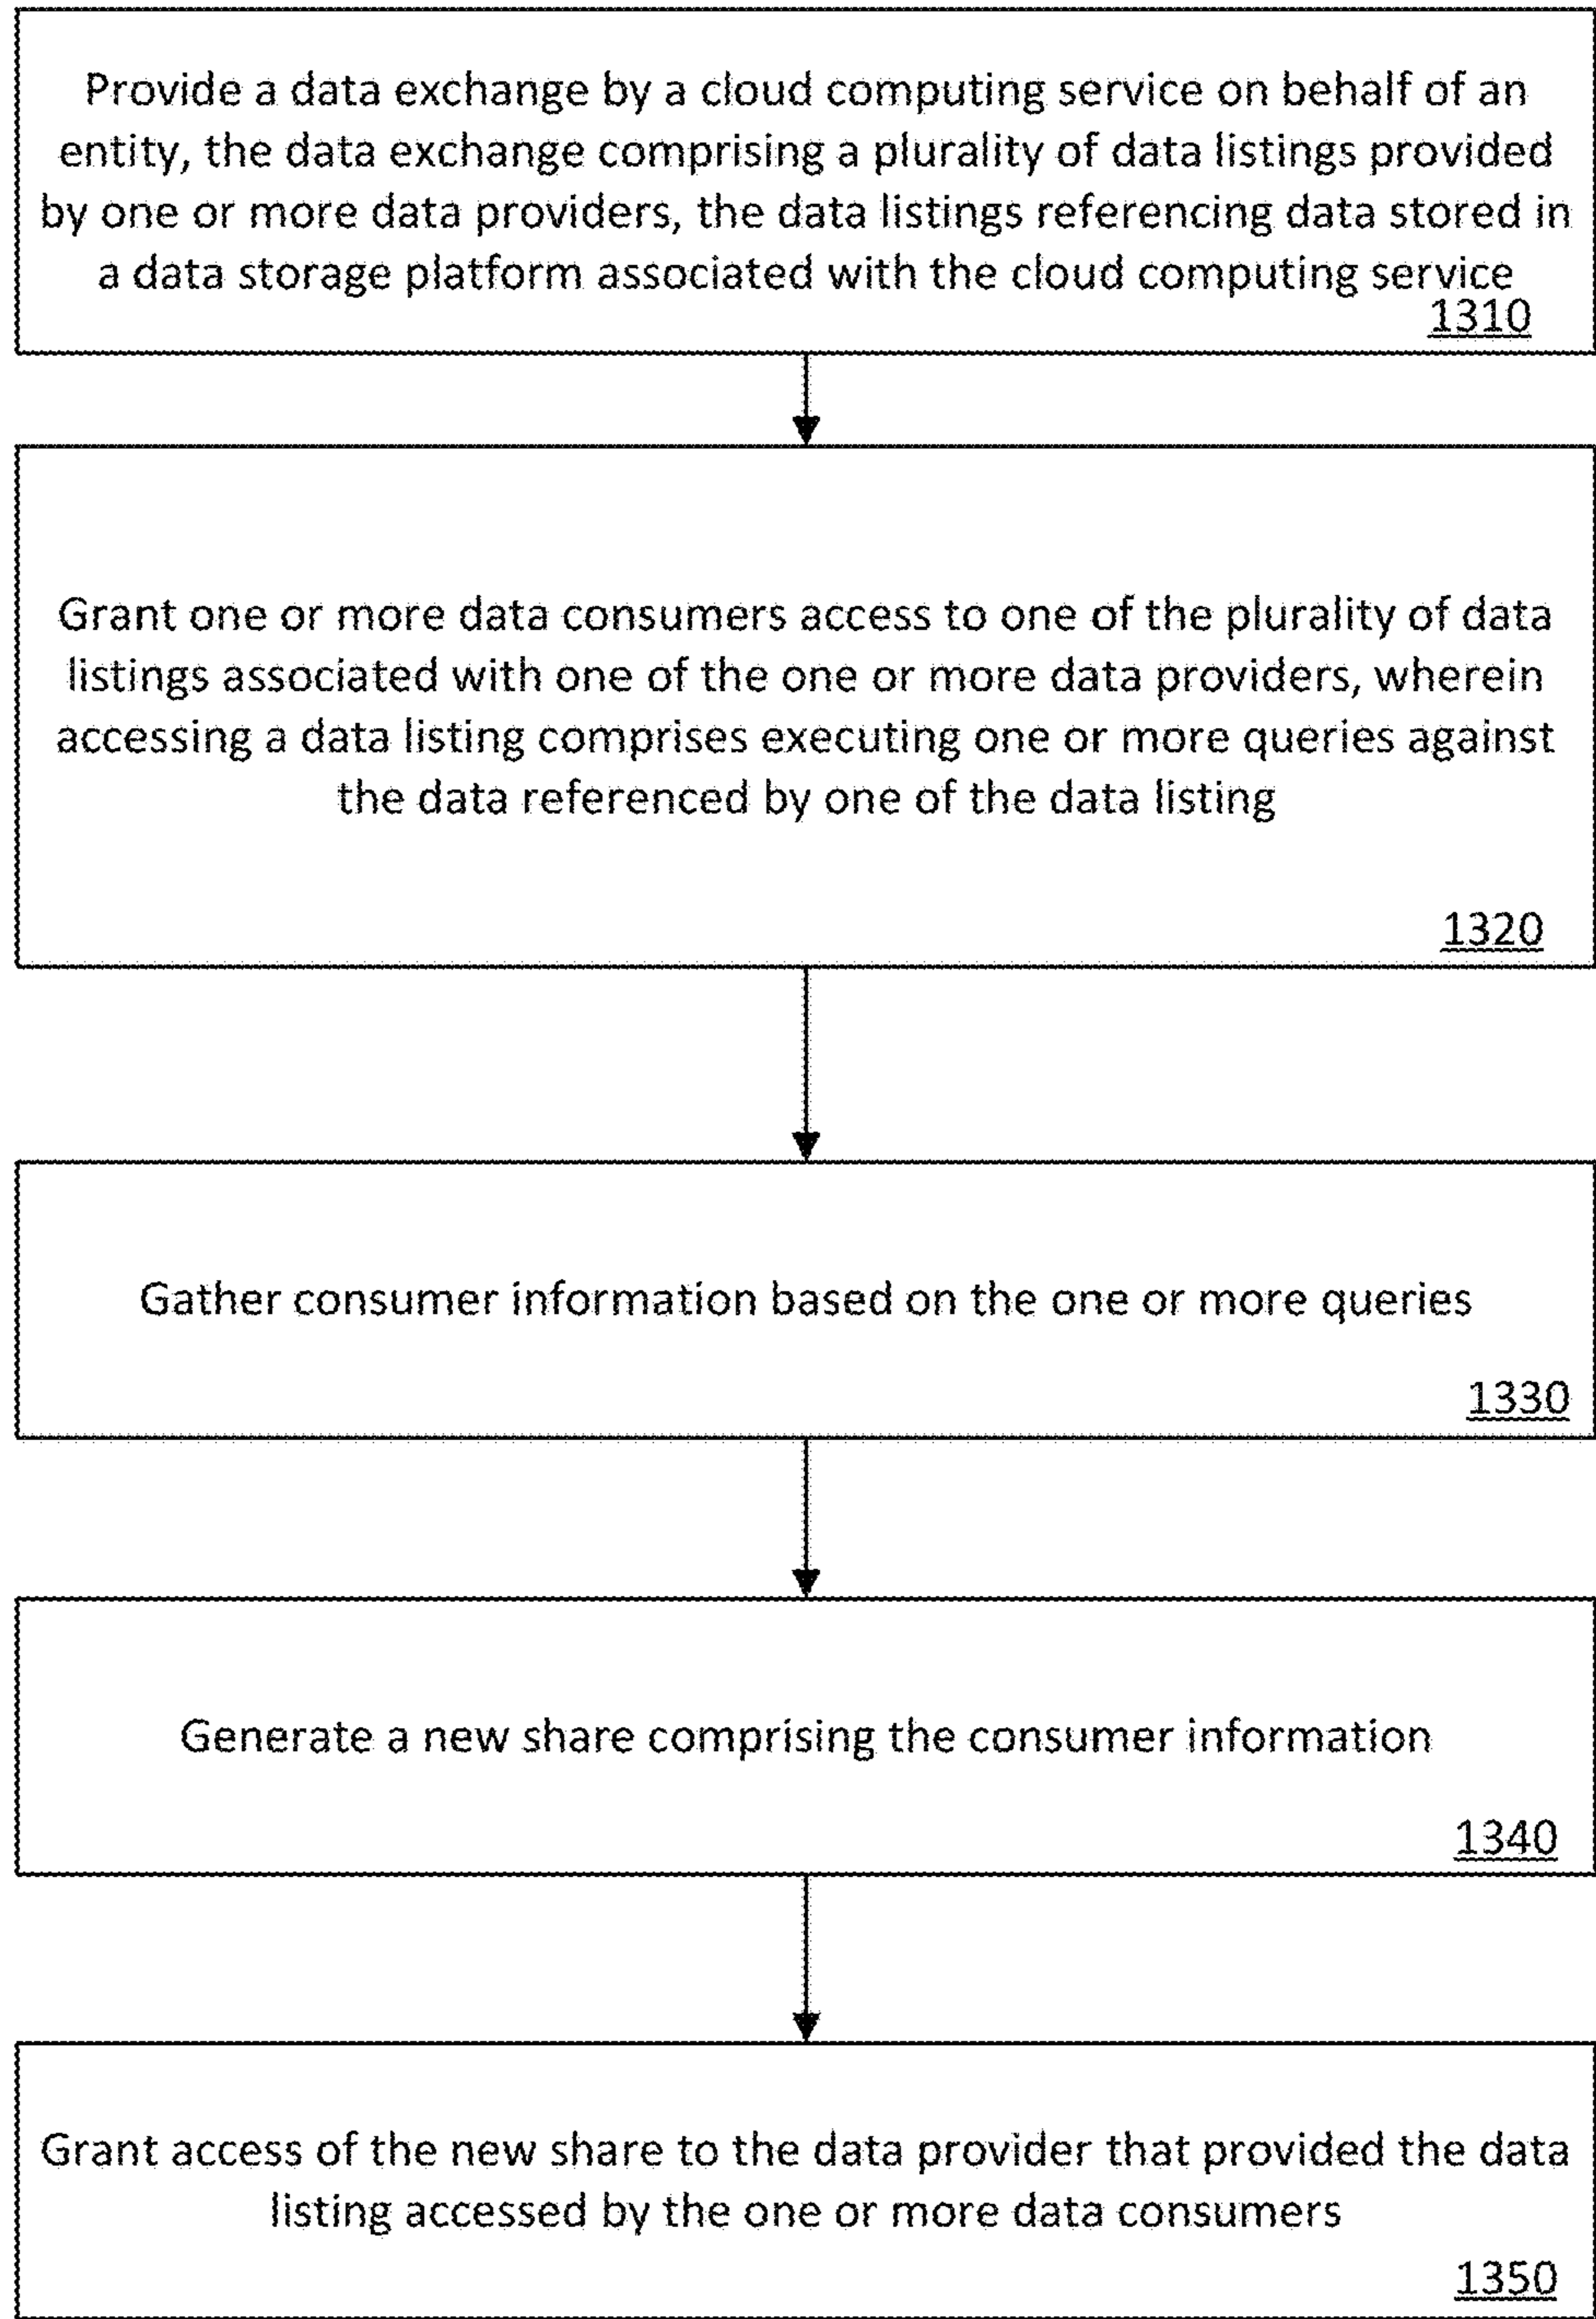 Provide a data exchange by a cloud computing service on behalf of an
entity, the data exchange comprising a plurality of data listings provided
by one or more data providers, the data listings referencing data stored in
a data storage platform associated with the cloud computing service
1310
Grant one or more data consumers access to one of the plurality of data
listings associated with one of the one or more data providers, wherein
accessing a data listing comprises executing one or more queries against
the data referenced by one of the data listing
1320
Gather consumer information based on the one or more queries
1330
Generate a new share comprising the consumer information
1340
Grant access of the new share to the data provider that provided the data
listing accessed by the one or more data consumers
1350